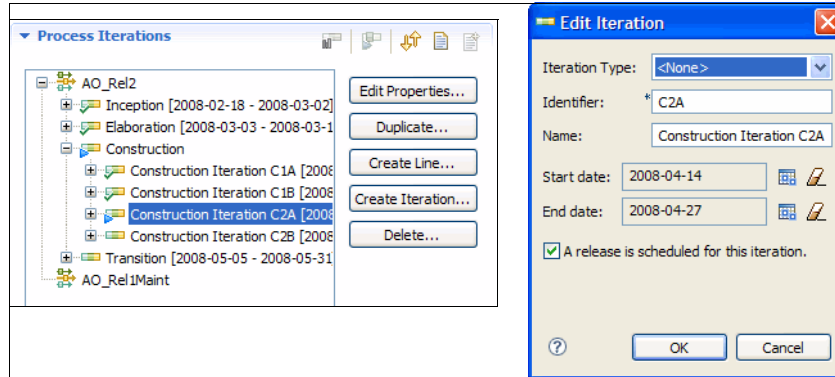 Process Iterations
AO_Rel2
Inception [2008-02-18 - 2008-03-02]
Elaboration [2008-03-03 - 2008-03-1
Construction
Construction Iteration C1A [2008
Construction Iteration C1B [2008
Construction Iteration C2A [2008
Construction Iteration C2B [2008
Transition [2008-05-05 - 2008-05-31]
AO_Rel1Maint
Edit Properties...
Duplicate...
Create Line...
Create Iteration...
Delete...
Edit Iteration
Iteration Type: <None>
Identifier: * C2A
Name: Construction Iteration C2A
Start date: 2008-04-14
End date: 2008-04-27
A release is scheduled for this iteration.
? OK Cancel